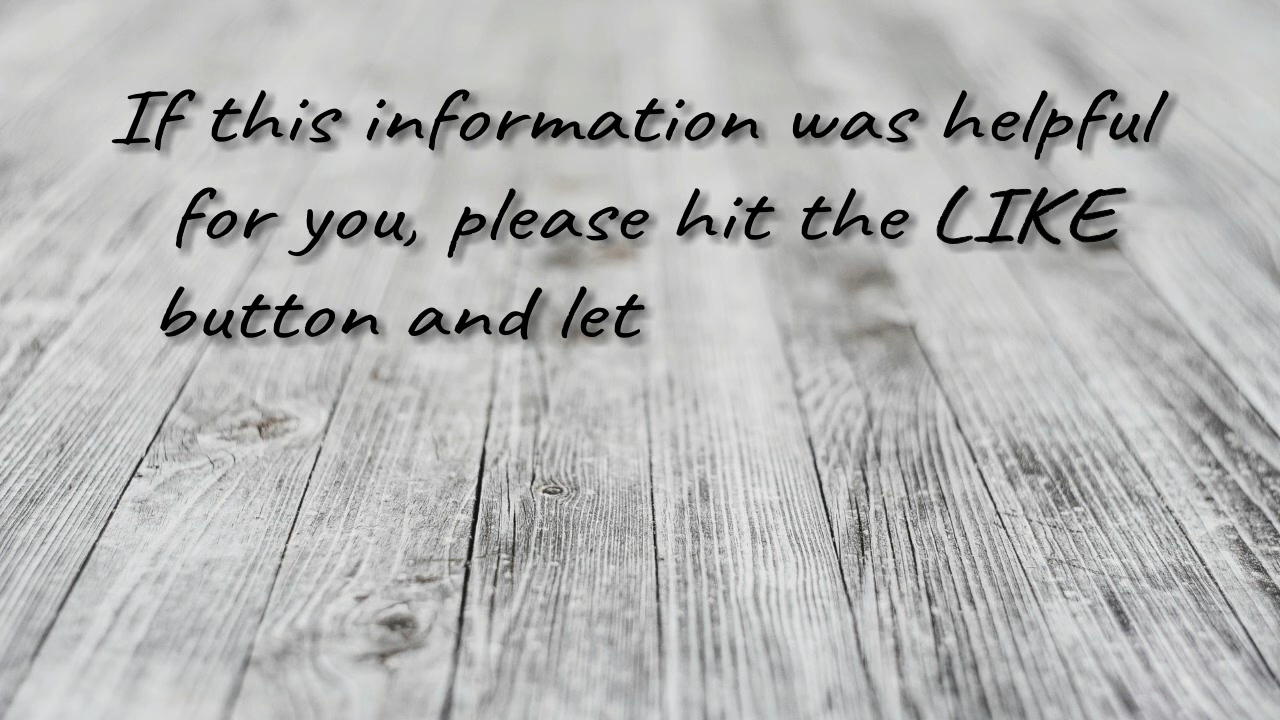 If this information was helpful
for you, please hit the LIKE
button and let